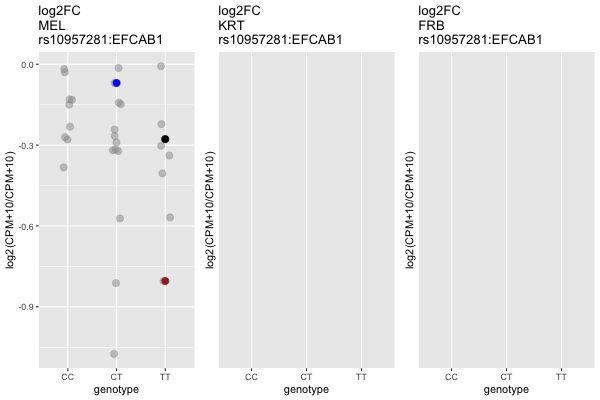 log2FC
MEL
rs10957281:EFCAB1
log2(CPM+10/CPM+10)
0.0
-0.3
-0.6
-0.9
CC CT TT
genotype
log2FC
KRT
rs10957281:EFCAB1
log2(CPM+10/CPM+10)
CC CT TT
genotype
log2FC
FRB
rs10957281:EFCAB1
log2(CPM+10/CPM+10)
CC CT TT
genotype